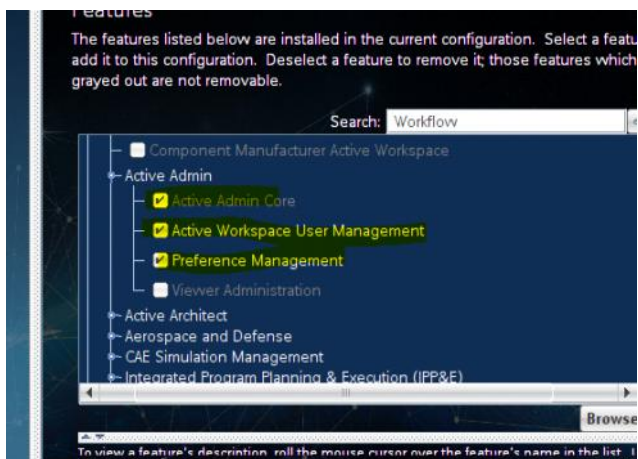 Features
The features listed below are installed in the current configuration. Select a featu
add it to this configuration. Deselect a feature to remove it; those features which
grayed out are not removable.
Search: Workflow
Component Manufacturer Active Workspace
Active Admin
Active Admin Core
Active Workspace User Management
Preference Management
Viewer Administration
Active Architect
Aerospace and Defense
CAE Simulation Management
Integrated Program Planning & Execution (IPP&E)
Browse
To view a feature's description, roll the mouse cursor over the feature's name in the list.